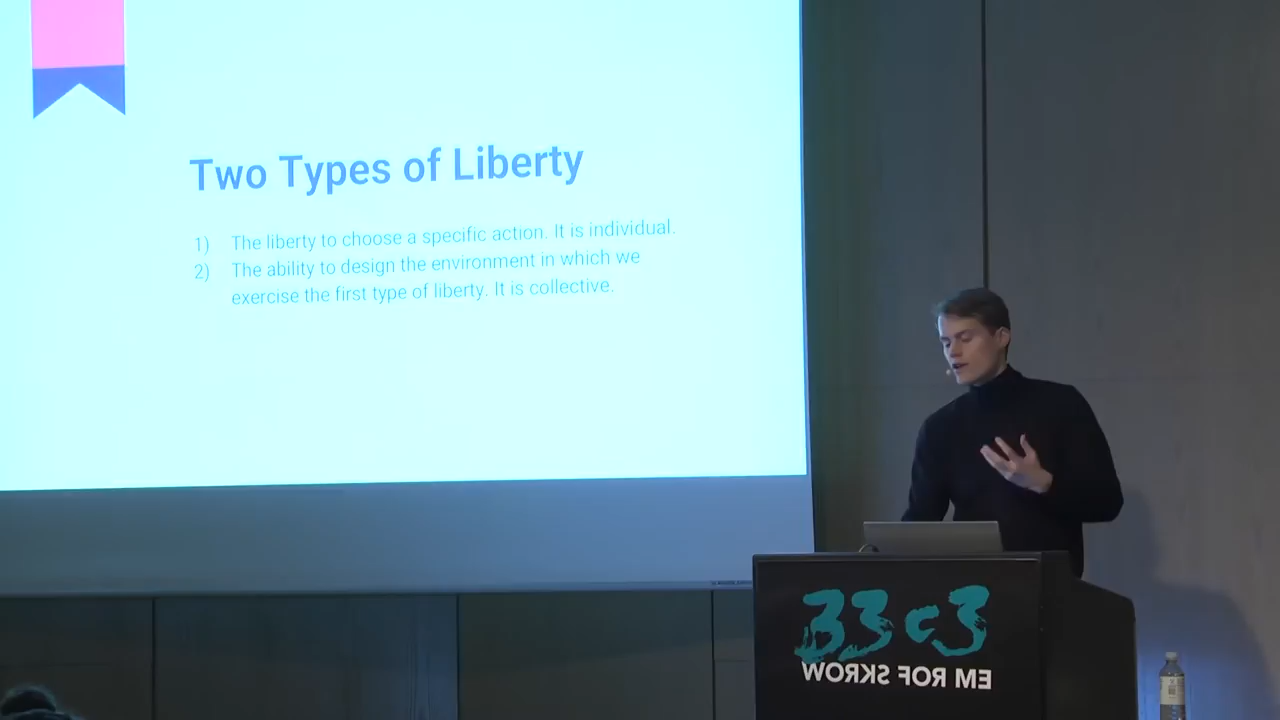 Two Types of Liberty
1) The liberty to choose a specific action. It is individual.
2) The ability to design the environment in which we
exercise the first type of liberty. It is collective.
33c3
WORKS FOR ME